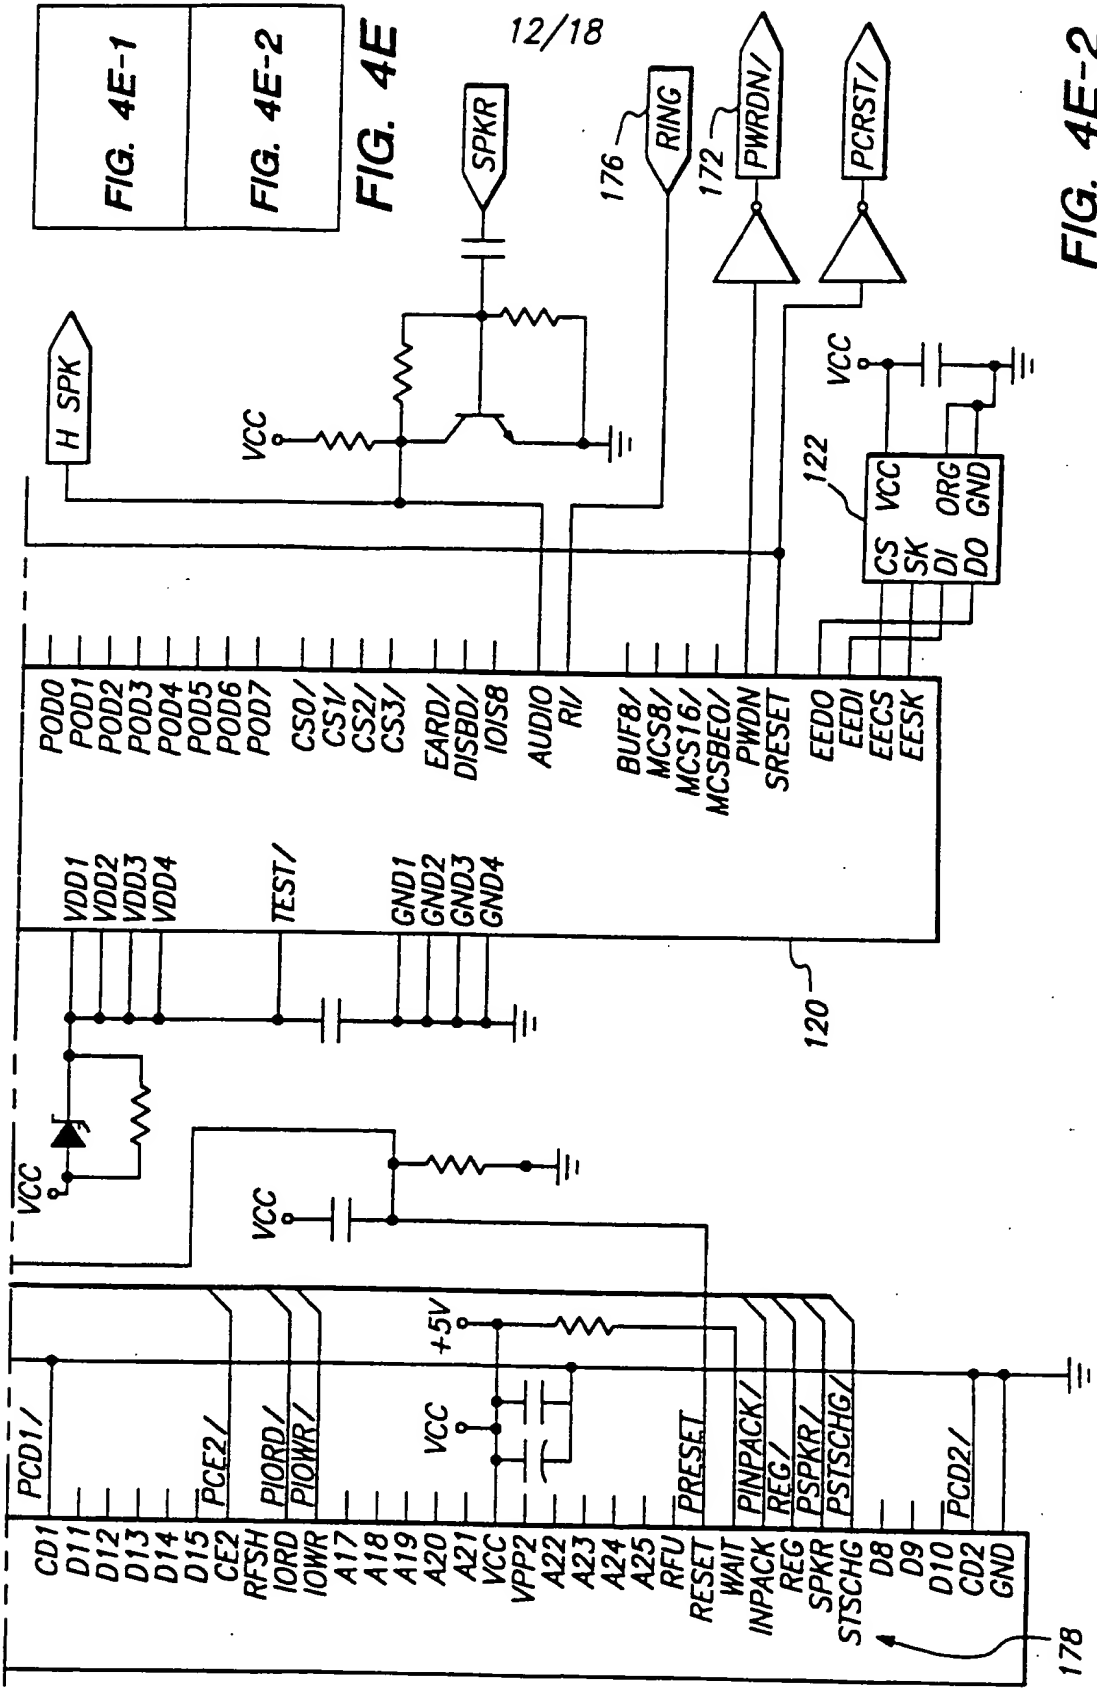 12/18
FIG. 4E-1
FIG. 4E-2
FIG. 4E
PCD1/
CD1
D11
D12
D13
D14
D15
PCE2/
CE2
RFSH
PIORD/
IORD
PIOWR/
IOWR
A17
A18
A19
A20
A21
VCC
VPP2
A22
A23
A24
A25
RFU
PRESET
RESET
WAIT
PINPACK/
INPACK
REG/
REG
PSPKR/
SPKR
PSTSCHG/
STSCHG
D8
D9
D10
PCD2/
CD2
GND
178
VCC
+5V
VCC
VCC
VDD1
VDD2
VDD3
VDD4
TEST/
GND1
GND2
GND3
GND4
120
POD0
POD1
POD2
POD3
POD4
POD5
POD6
POD7
CS0/
CS1/
CS2/
CS3/
EARD/
DISBD/
IOIS8
AUDIO
RI/
BUF8/
MCS8/
MCS16/
MCSBEO/
PWDN
SRESET
EEDO
EEDI
EECS
EESK
H SPK
VCC
SPKR
176
RING
172
PWRDN/
PCRST/
122
VCC
CS VCC
SK
DI ORG
DO GND
FIG. 4E-2